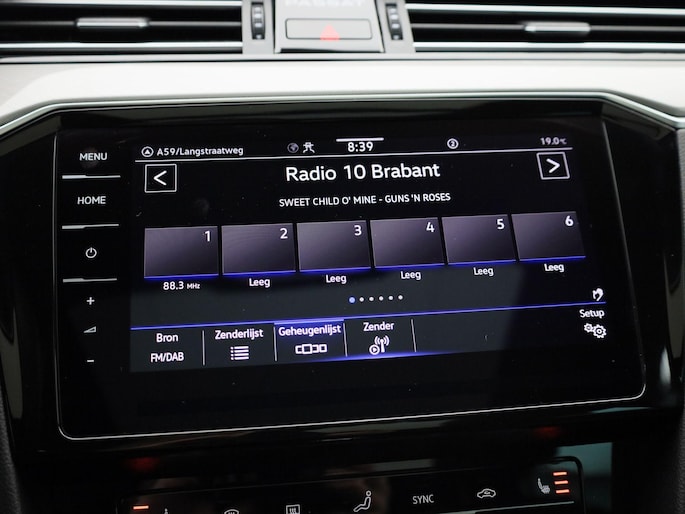 PASSAT
MENU
HOME
A59/Langstraatweg
8:39
2
19.0°C
Radio 10 Brabant
SWEET CHILD O' MINE - GUNS 'N ROSES
1 2 3 4 5 6
88.3 MHz Leeg Leeg Leeg Leeg Leeg
Bron Zenderlijst Geheugenlijst Zender Setup
FM/DAB
SYNC